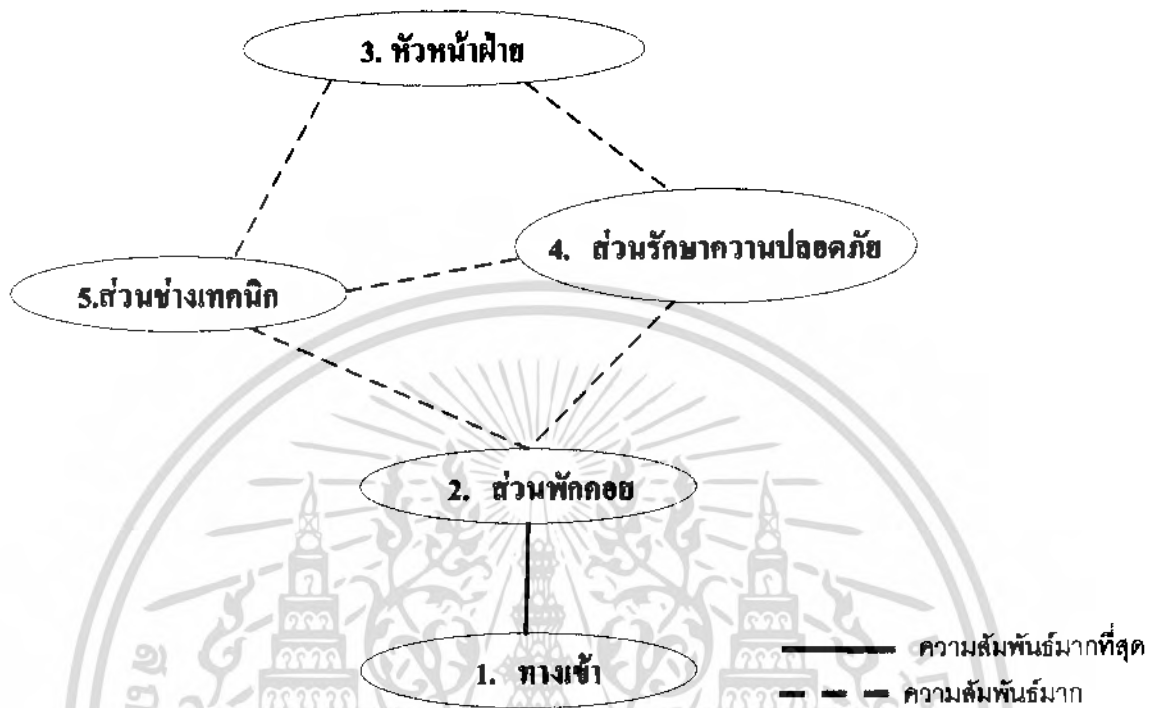 3. หัวหน้าฝ่าย
4. ส่วนรักษาความปลอดภัย
5.ส่วนช่างเทคนิก
2. ส่วนพักคอย
1. ทางเข้า
ความสัมพันธ์มากที่สุด
ความสัมพันธ์มาก